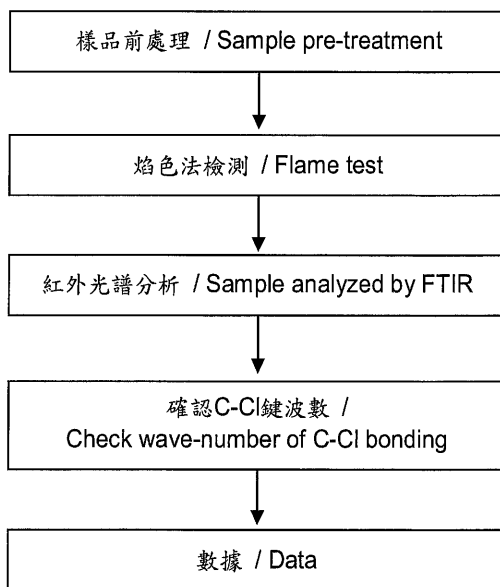 樣品前處理 / Sample pre-treatment
焰色法檢測 / Flame test
紅外光譜分析 / Sample analyzed by FTIR
確認C-Cl鍵波數 /
Check wave-number of C-Cl bonding
數據 / Data